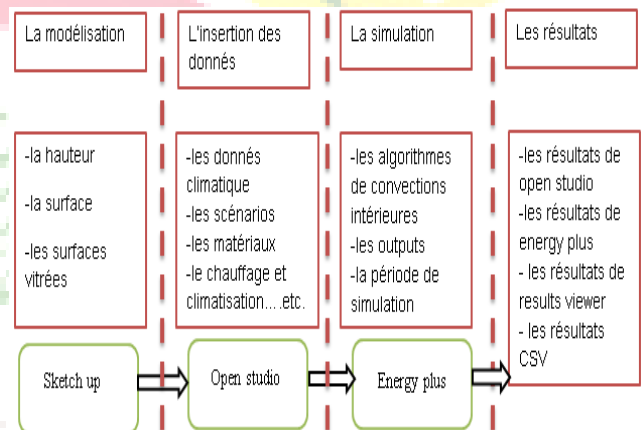 La modélisation
L'insertion des
donnés
La simulation
Les résultats
-la hauteur
-la surface
-les surfaces
vitrées
-les donnés
climatique
-les scénarios
-les matériaux
-le chauffage et
climatisation....etc.
-les algorithmes
de convections
intérieures
-les outputs
-la période de
simulation
-les résultats de
open studio
-les résultats de
energy plus
- les résultats de
results viewer
- les résultats
CSV
Sketch up
Open studio
Energy plus